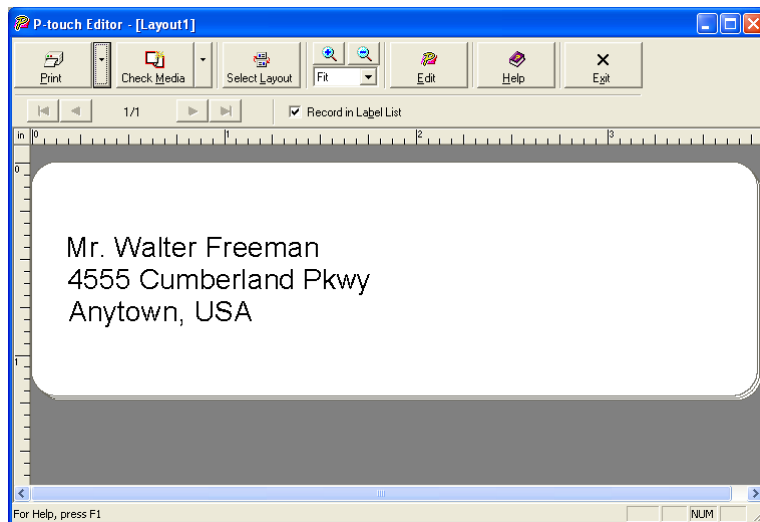 P-touch Editor - [Layout1]
Print Check Media Select Layout Fit Edit Help Exit
1/1 Record in Label List
in 0 1 2 3
0
Mr. Walter Freeman
4555 Cumberland Pkwy
Anytown, USA
1
For Help, press F1 NUM